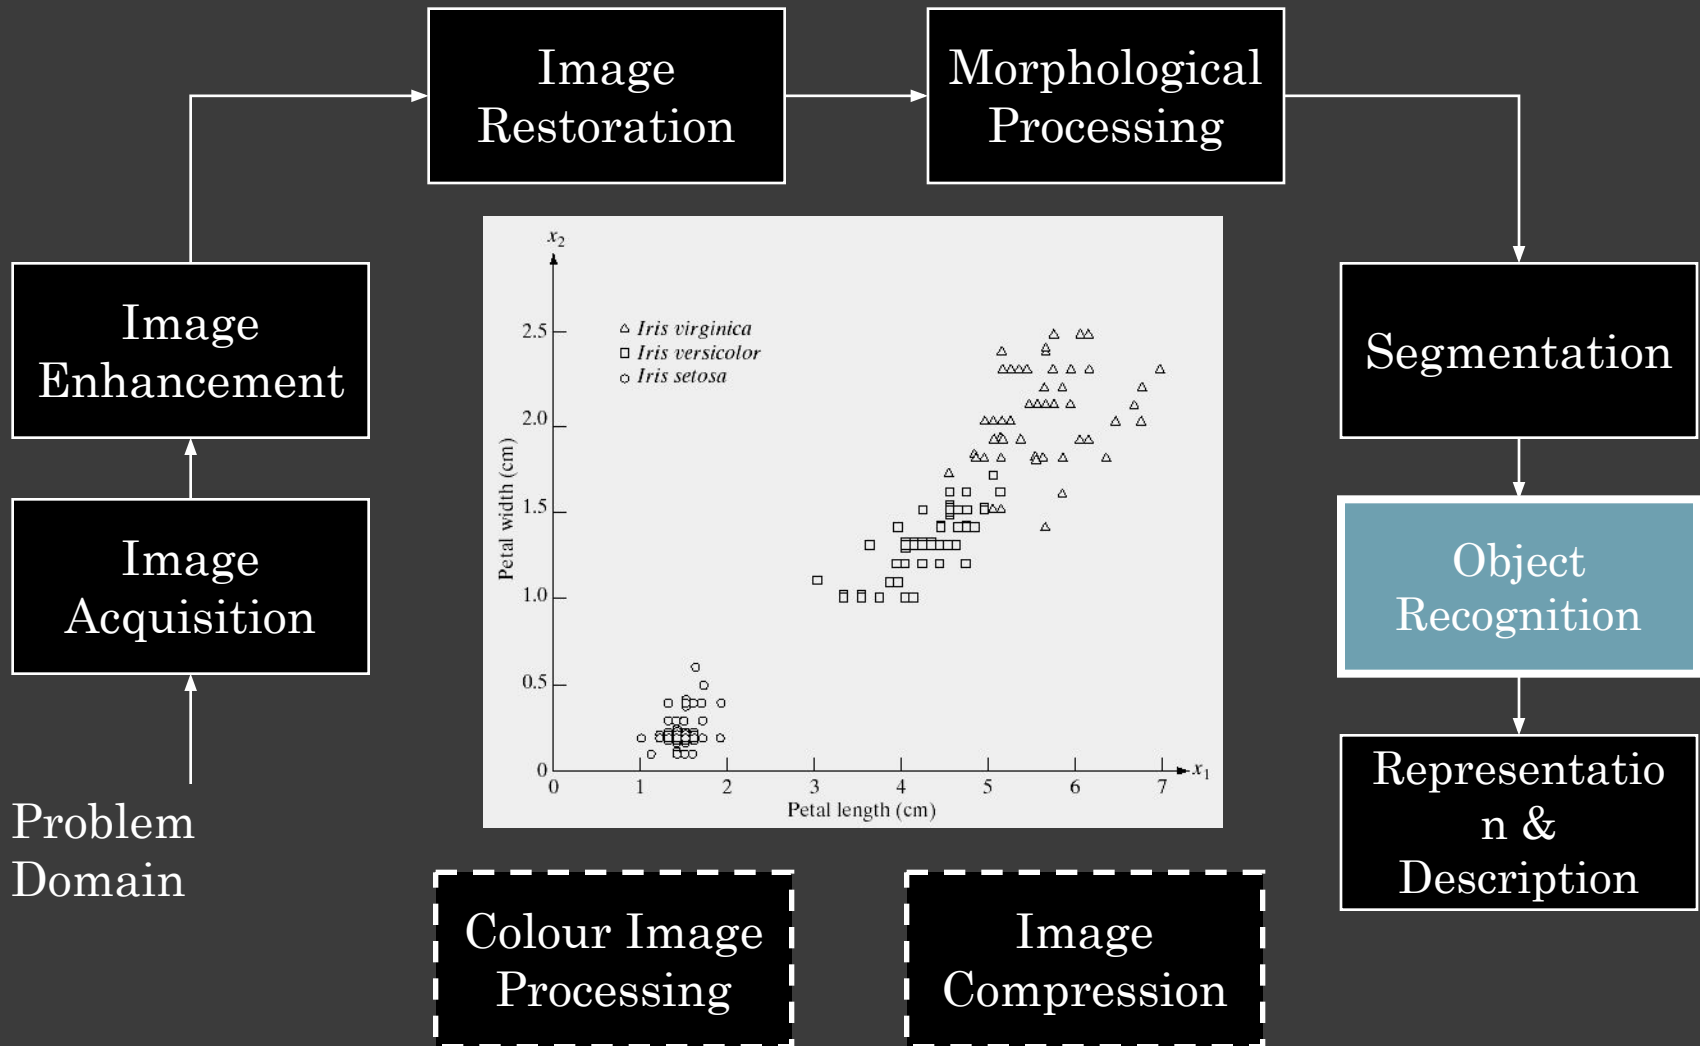 Image
Restoration
Morphological
Processing
Image
Enhancement
Image
Acquisition
Problem
Domain
x2
2.5
2.0
1.5
1.0
0.5
0
Petal width (cm)
Iris virginica
Iris versicolor
Iris setosa
0 1 2 3 4 5 6 7
x1
Petal length (cm)
Segmentation
Object
Recognition
Representatio
n &
Description
Colour Image
Processing
Image
Compression